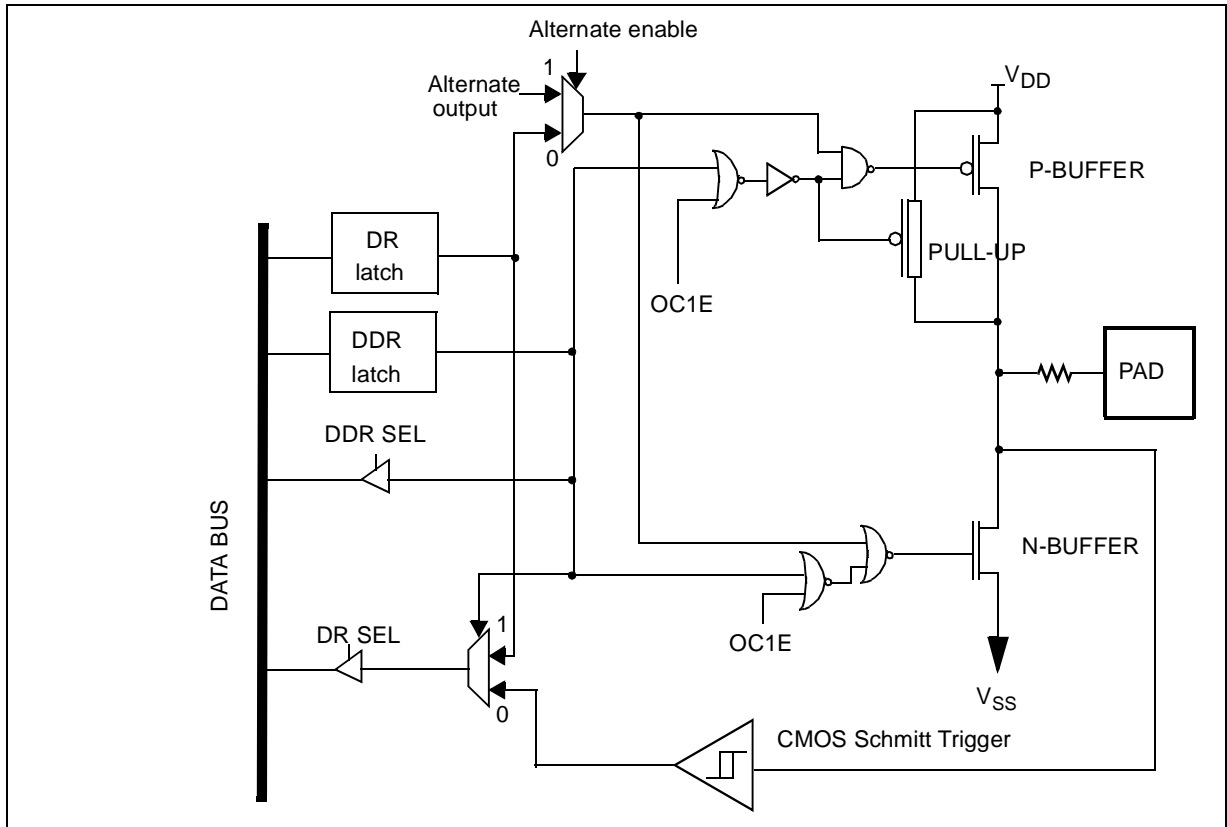 Alternate enable
1
Alternate
output
0
VDD
P-BUFFER
DR
latch
PULL-UP
OC1E
DDR
latch
PAD
DDR SEL
DATA BUS
N-BUFFER
OC1E
DR SEL
1
0
VSS
CMOS Schmitt Trigger